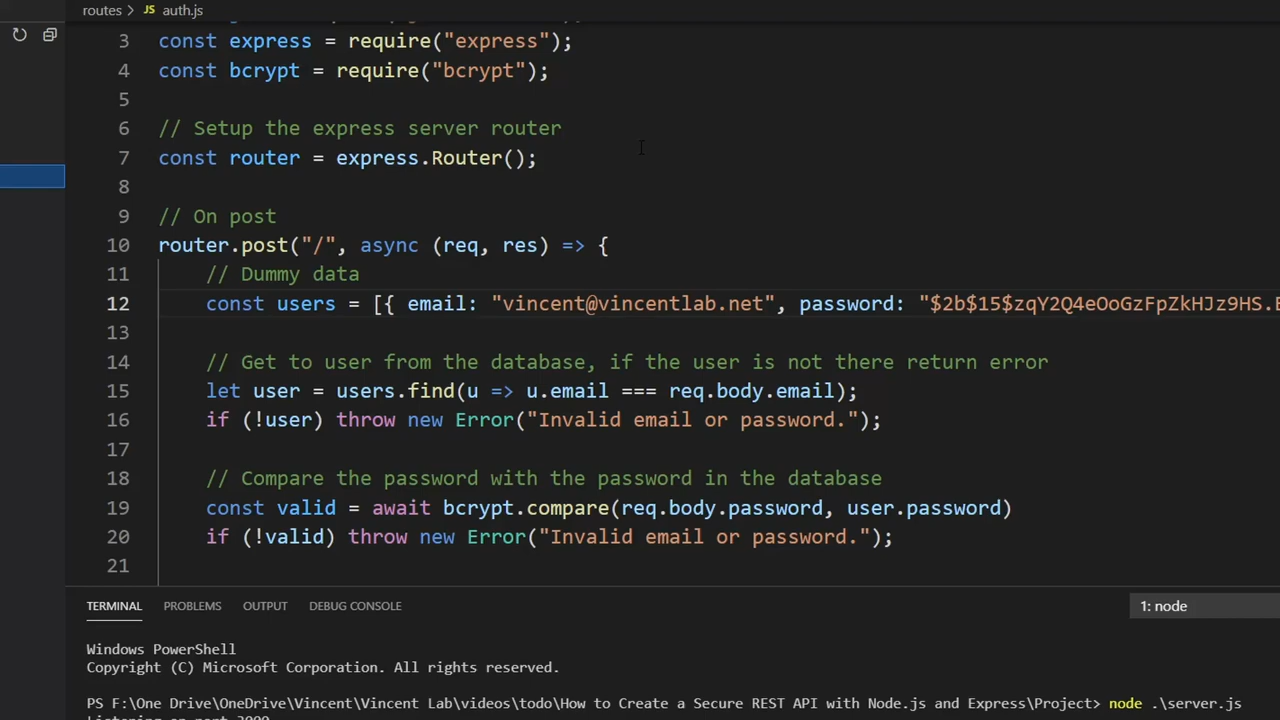 routes > JS auth.js
3 const express = require("express");
4 const bcrypt = require("bcrypt");
5
6 // Setup the express server router
7 const router = express.Router();
8
9 // On post
10 router.post("/", async (req, res) => {
11 // Dummy data
12 const users = [{ email: "vincent@vincentlab.net", password: "$2b$15$zqY2Q4eOoGzFpZkHJz9HS.
13
14 // Get to user from the database, if the user is not there return error
15 let user = users.find(u => u.email === req.body.email);
16 if (!user) throw new Error("Invalid email or password.");
17
18 // Compare the password with the password in the database
19 const valid = await bcrypt.compare(req.body.password, user.password)
20 if (!valid) throw new Error("Invalid email or password.");
21
TERMINAL PROBLEMS OUTPUT DEBUG CONSOLE 1: node
Windows PowerShell
Copyright (C) Microsoft Corporation. All rights reserved.
PS F:\One Drive\OneDrive\Vincent\Vincent Lab\videos\todo\How to Create a Secure REST API with Node.js and Express\Project> node .\server.js
Listening on port 3000